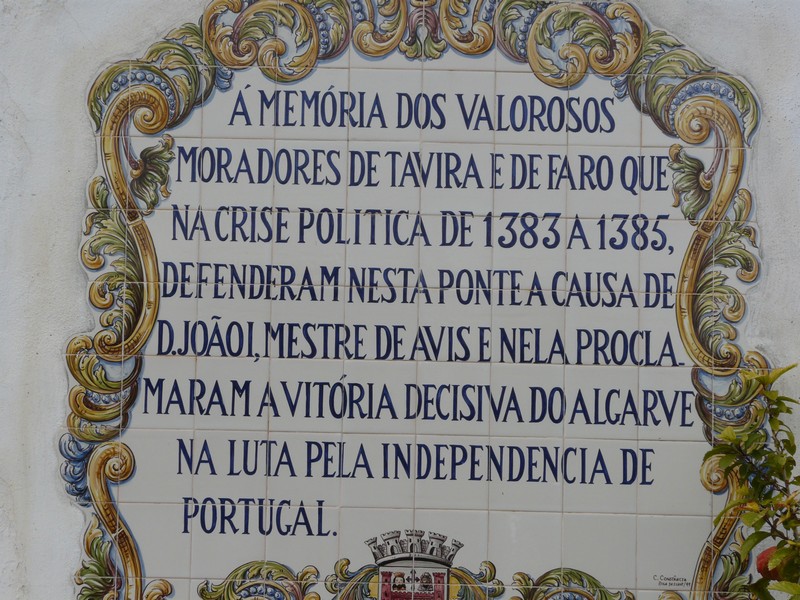 Á MEMÓRIA DOS VALOROSOS
MORADORES DE TAVIRA E DE FARO QUE
NA CRISE POLITICA DE 1383 A 1385,
DEFENDERAM NESTA PONTE A CAUSA DE
D. JOÃO I, MESTRE DE AVIS E NELA PROCLA-
MARAM A VITÓRIA DECISIVA DO ALGARVE
NA LUTA PELA INDEPENDENCIA DE
PORTUGAL.